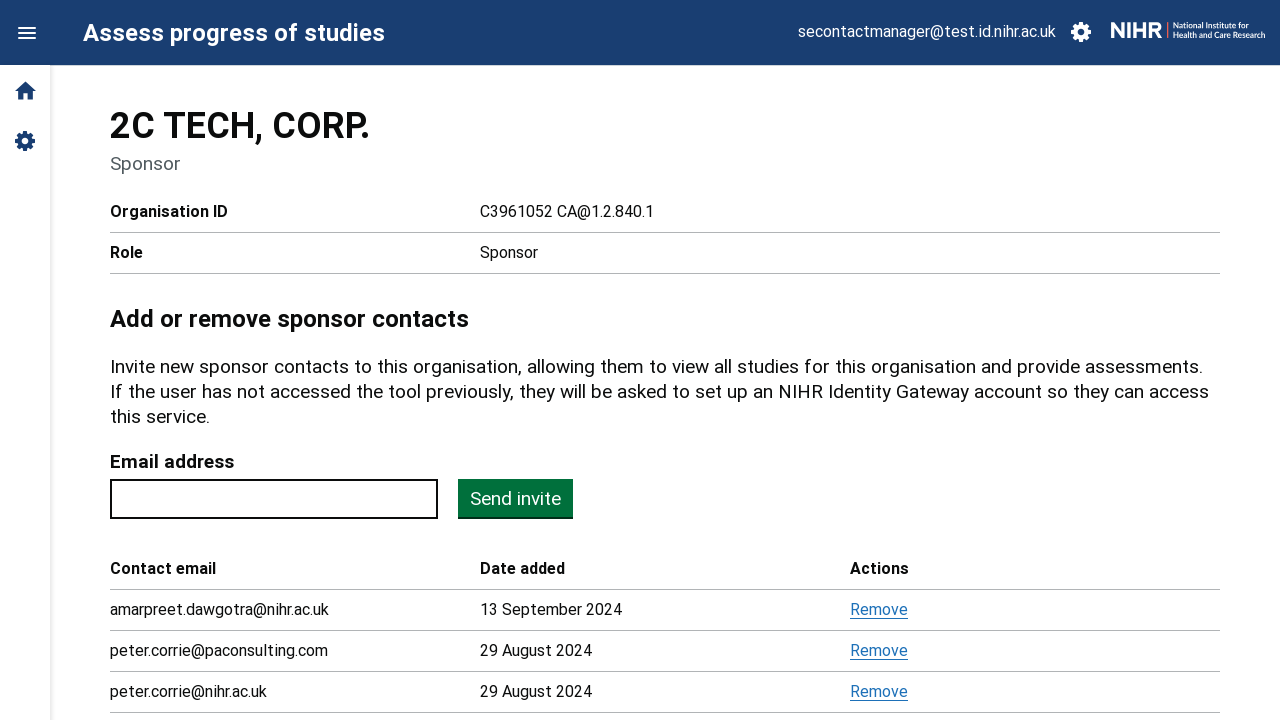 Assess progress of studies
secontactmanager@test.id.nihr.ac.uk
NIHR | National Institute for
Health and Care Research
2C TECH, CORP.
Sponsor
Organisation ID C3961052 CA@1.2.840.1
Role Sponsor
Add or remove sponsor contacts
Invite new sponsor contacts to this organisation, allowing them to view all studies for this organisation and provide assessments.
If the user has not accessed the tool previously, they will be asked to set up an NIHR Identity Gateway account so they can access
this service.
Email address
Send invite
Contact email Date added Actions
amarpreet.dawgotra@nihr.ac.uk 13 September 2024 Remove
peter.corrie@paconsulting.com 29 August 2024 Remove
peter.corrie@nihr.ac.uk 29 August 2024 Remove